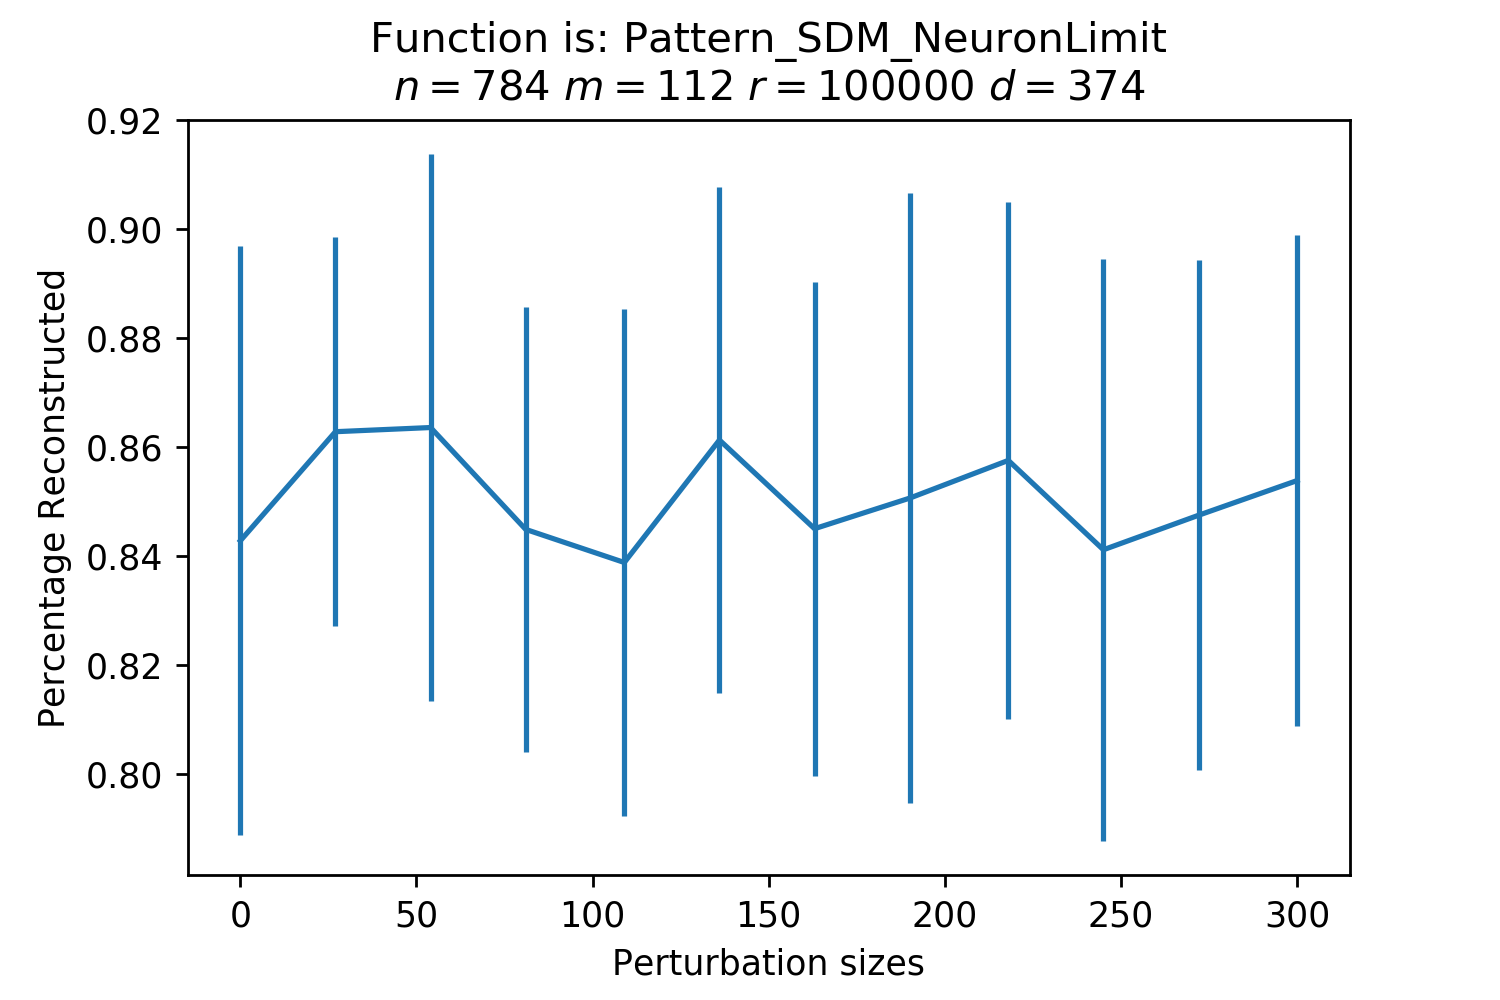 Function is: Pattern_SDM_NeuronLimit
n = 784 m = 112 r = 100000 d = 374
0.92
0.90
0.88
0.86
0.84
0.82
0.80
Percentage Reconstructed
0 50 100 150 200 250 300
Perturbation sizes